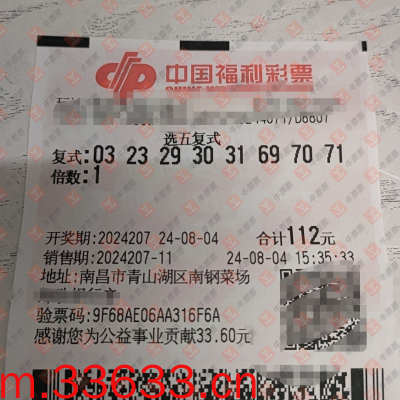 中国福利彩票
选五复式
复式:03 23 29 30 31 69 70 71
倍数:1
开奖期:2024207 24-08-04 合计112元
销售期:2024207-11 24-08-04 15:35:33
地址:南昌市青山湖区南钢菜场
验票码:9F68AE06AA316F6A
感谢您为公益事业贡献33.60元
m.33633.cn